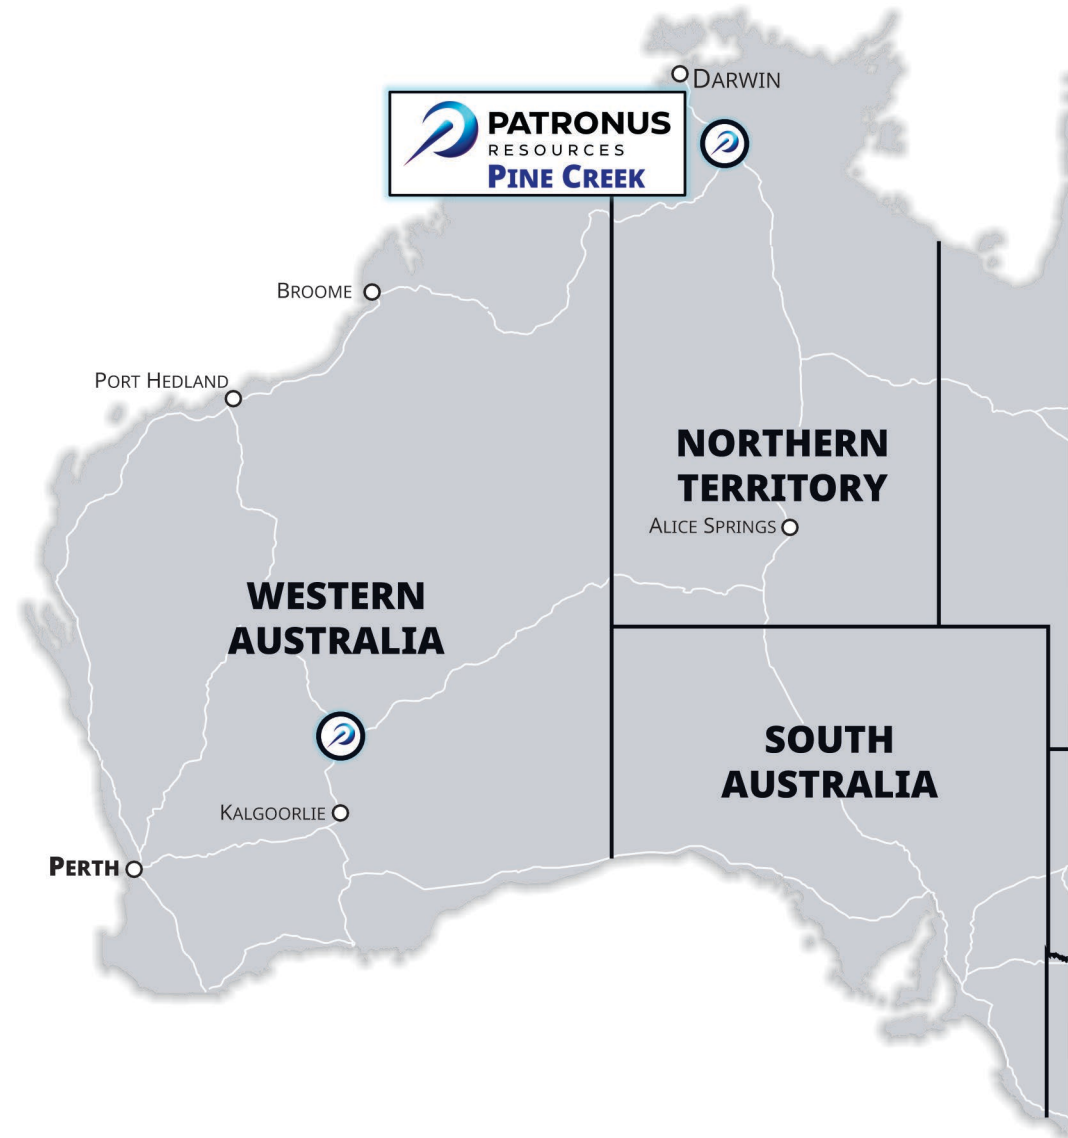 DARWIN
PATRONUS
RESOURCES
PINE CREEK
BROOME
PORT HEDLAND
NORTHERN
TERRITORY
ALICE SPRINGS
WESTERN
AUSTRALIA
SOUTH
AUSTRALIA
KALGOORLIE
PERTH